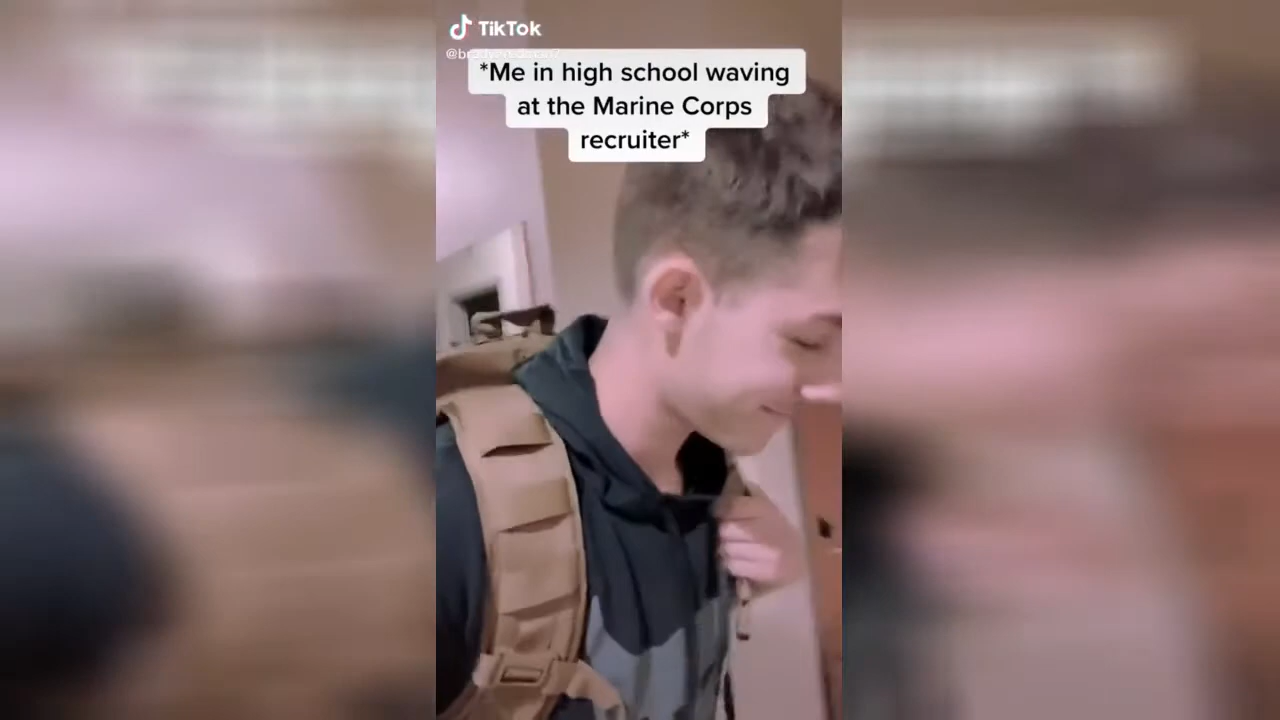 TikTok
*Me in high school waving
at the Marine Corps
recruiter*